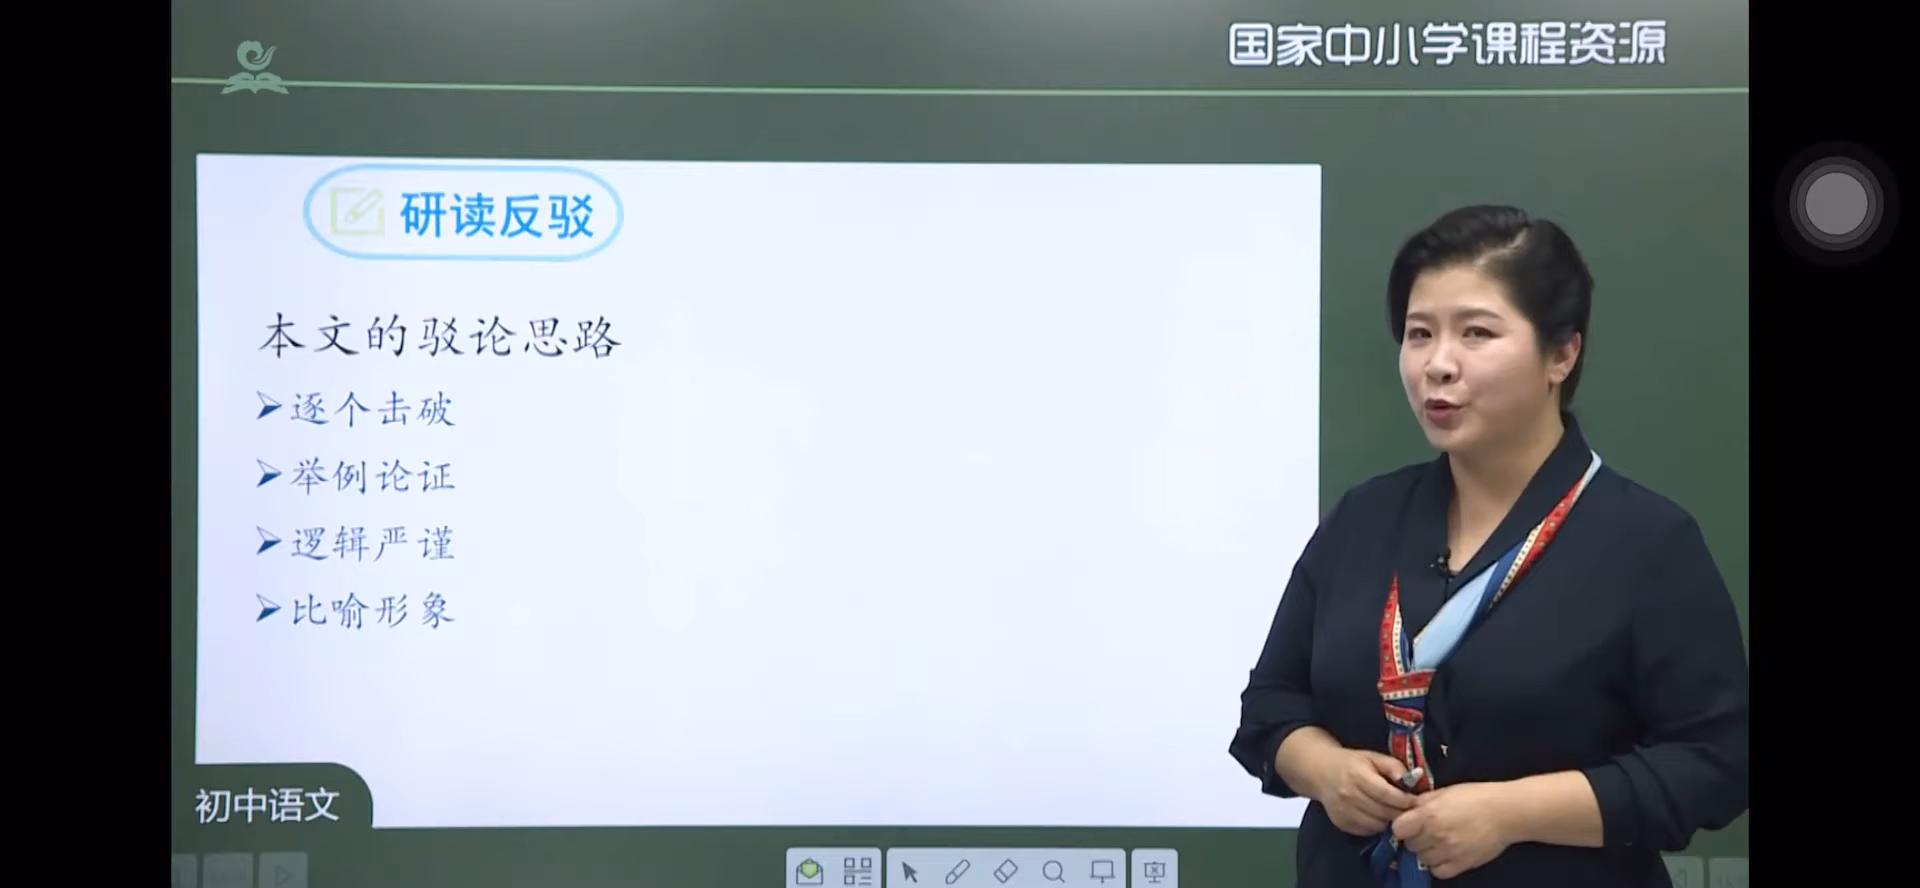 国家中小学课程资源
研读反驳
本文的驳论思路
逐个击破
举例论证
逻辑严谨
比喻形象
初中语文